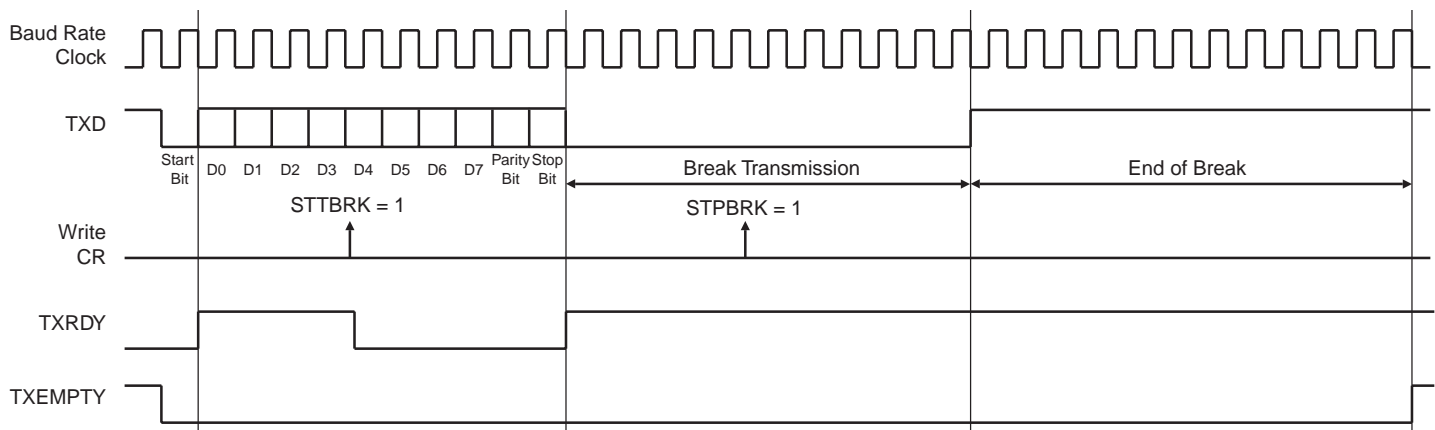 Baud Rate
Clock
TXD
Start
Bit
D0 D1 D2 D3 D4 D5 D6 D7
Parity
Bit
Stop
Bit
Break Transmission
End of Break
STTBRK = 1
STPBRK = 1
Write
CR
TXRDY
TXEMPTY